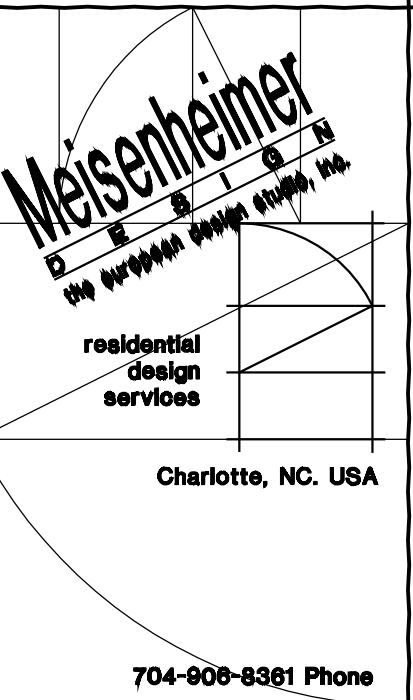 Meisenheimer
DESIGN
the european design studio, inc.
residential
design
services
Charlotte, NC. USA
704-906-8361 Phone